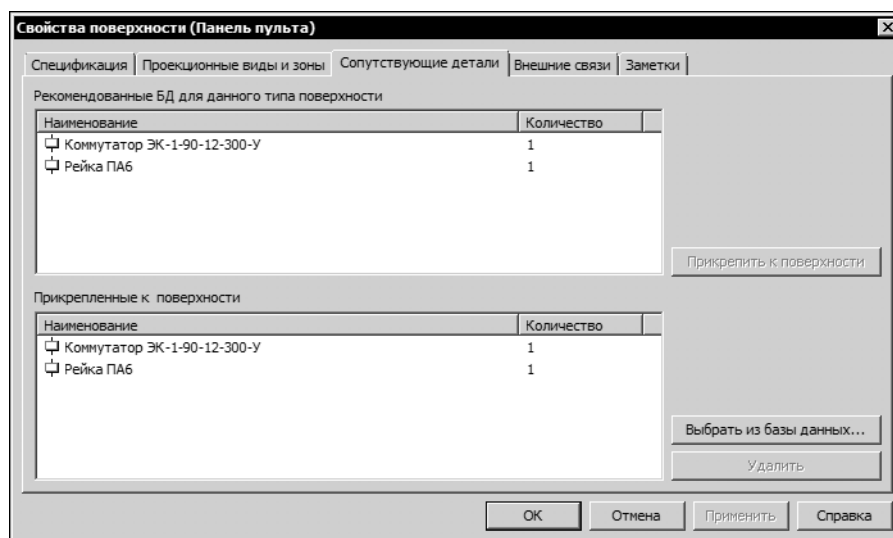 Свойства поверхности (Панель пульта)
Спецификация Проекционные виды и зоны Сопутствующие детали Внешние связи Заметки
Рекомендованные БД для данного типа поверхности
Наименование Количество
Коммутатор ЭК-1-90-12-300-У 1
Рейка ПА6 1
Прикрепить к поверхности
Прикрепленные к поверхности
Наименование Количество
Коммутатор ЭК-1-90-12-300-У 1
Рейка ПА6 1
Выбрать из базы данных...
Удалить
ОК Отмена Применить Справка